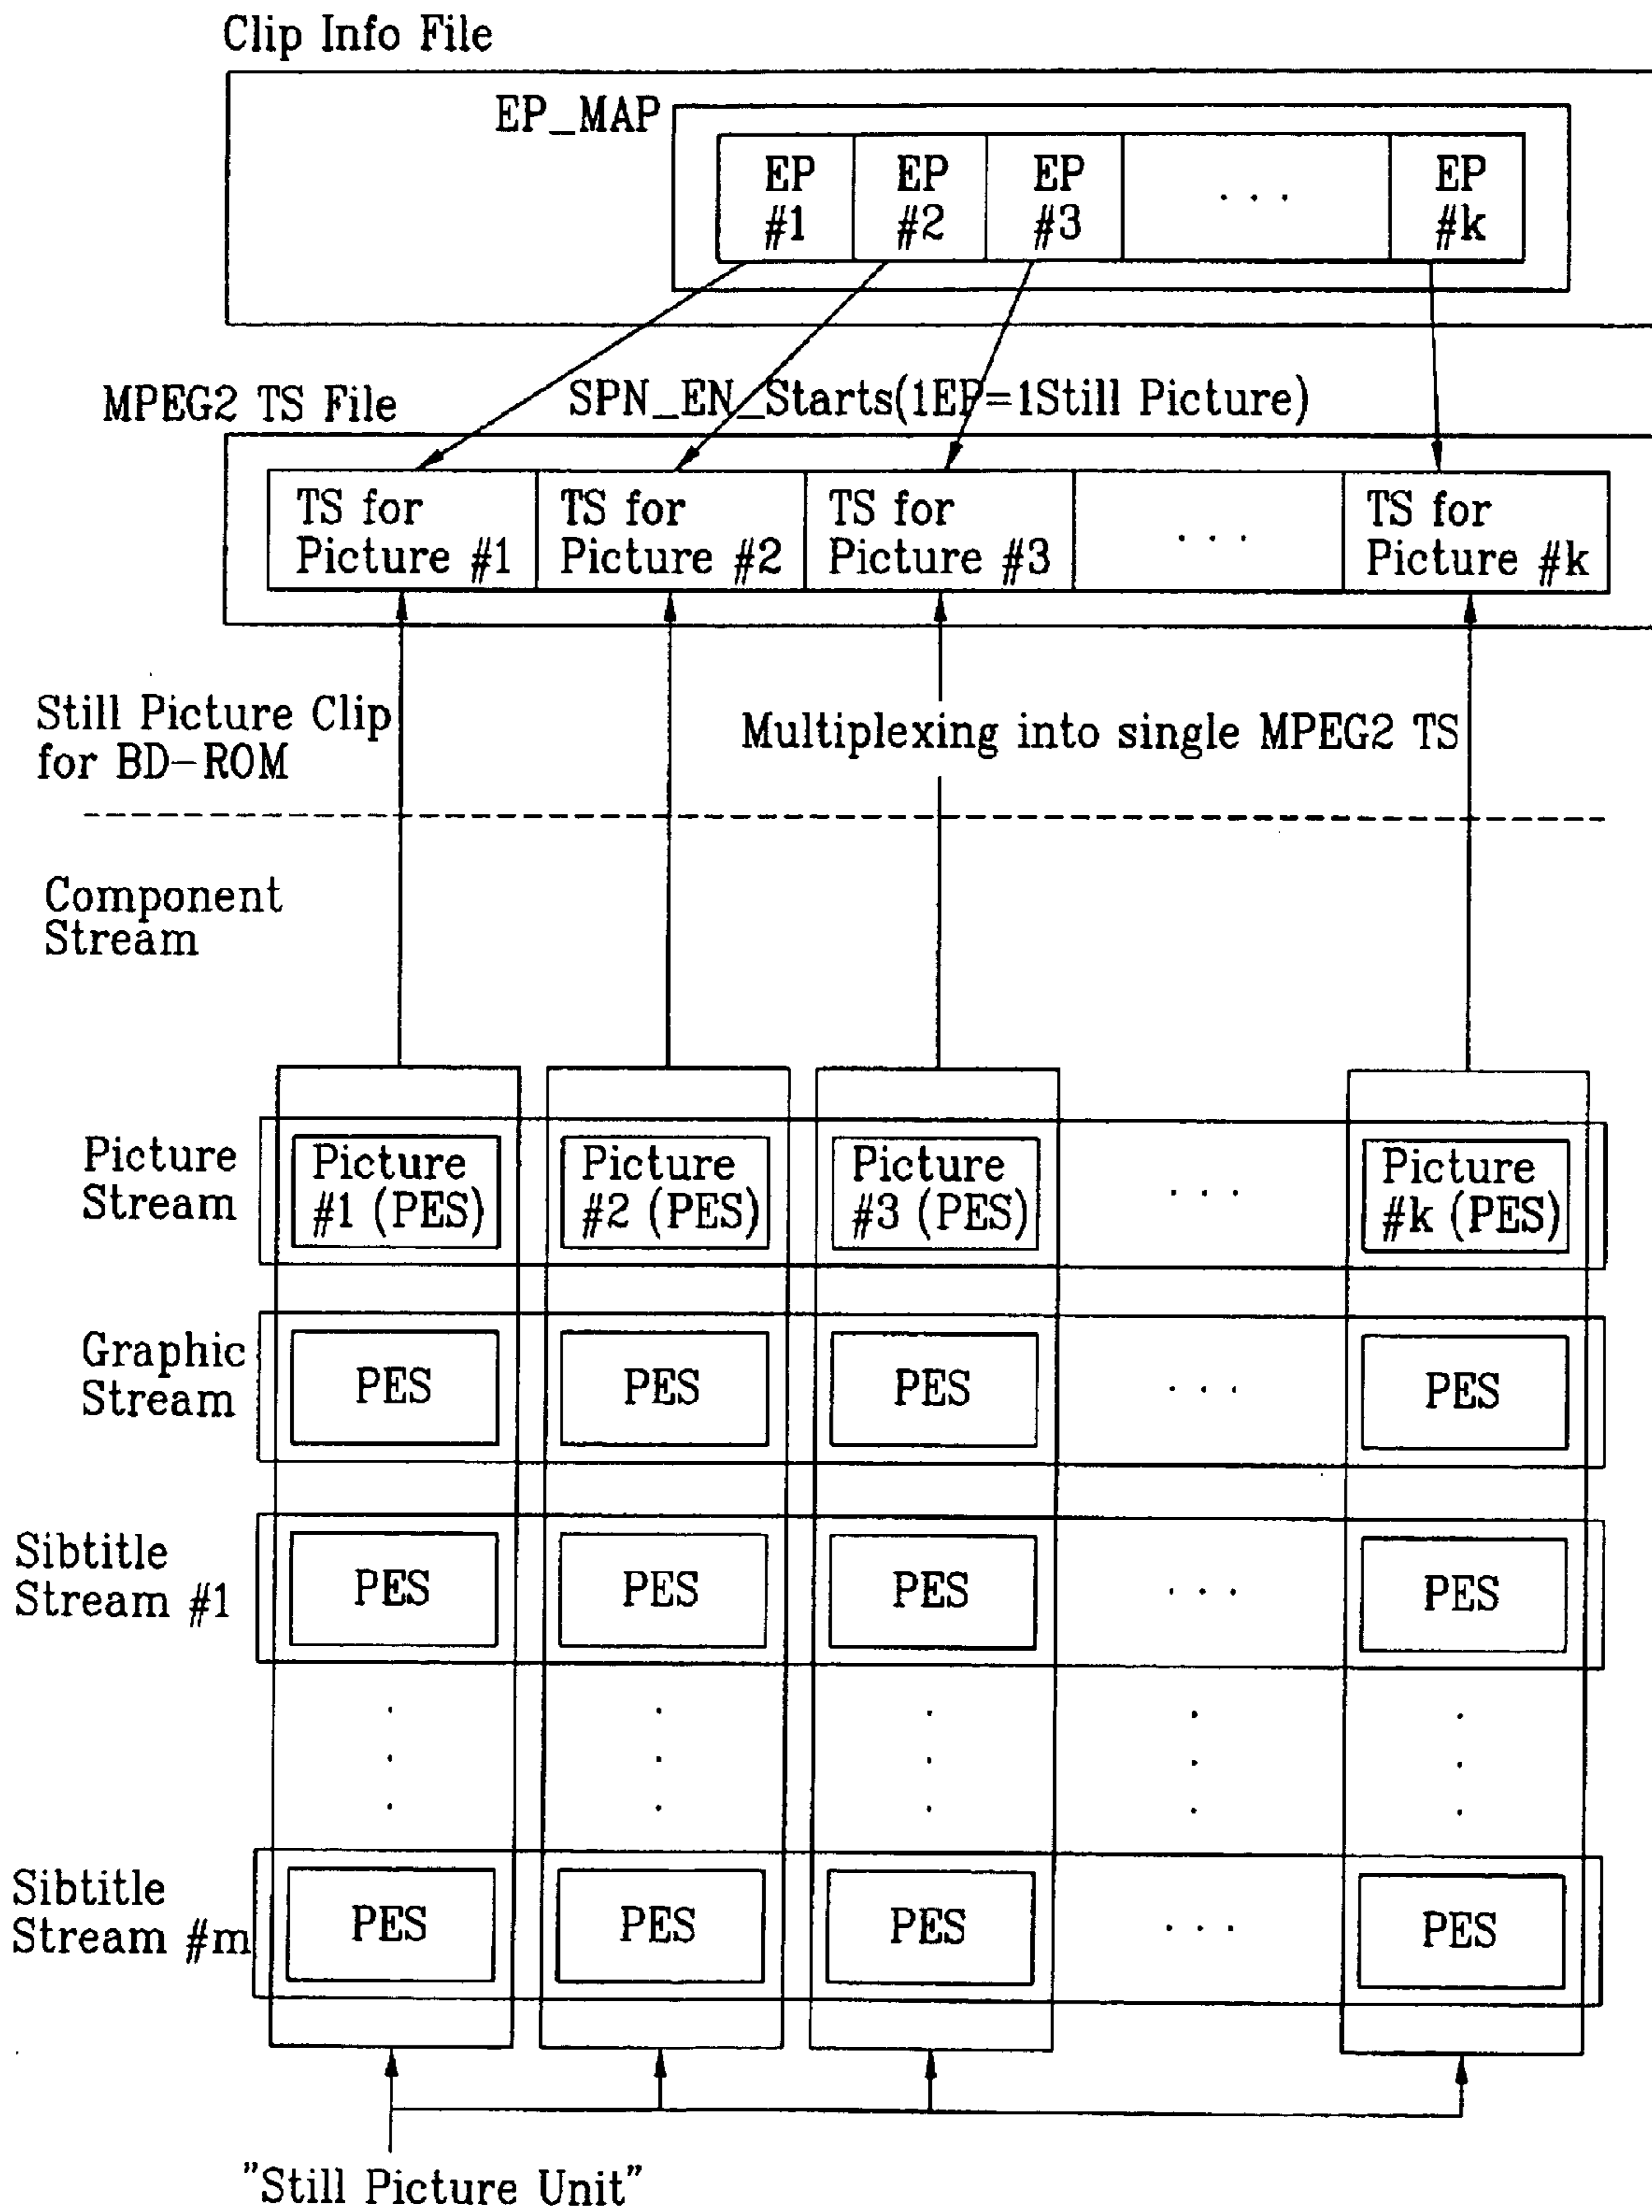 Clip Info File
EP_MAP
EP #1
EP #2
EP #3
. . .
EP #k
MPEG2 TS File
SPN_EN_Starts(1EP=1Still Picture)
TS for Picture #1
TS for Picture #2
TS for Picture #3
. . .
TS for Picture #k
Still Picture Clip
for BD-ROM
Multiplexing into single MPEG2 TS
Component
Stream
Picture
Stream
Picture #1 (PES)
Picture #2 (PES)
Picture #3 (PES)
. . .
Picture #k (PES)
Graphic
Stream
PES
PES
PES
. . .
PES
Sibtitle
Stream #1
PES
PES
PES
. . .
PES
Sibtitle
Stream #m
PES
PES
PES
. . .
PES
"Still Picture Unit"